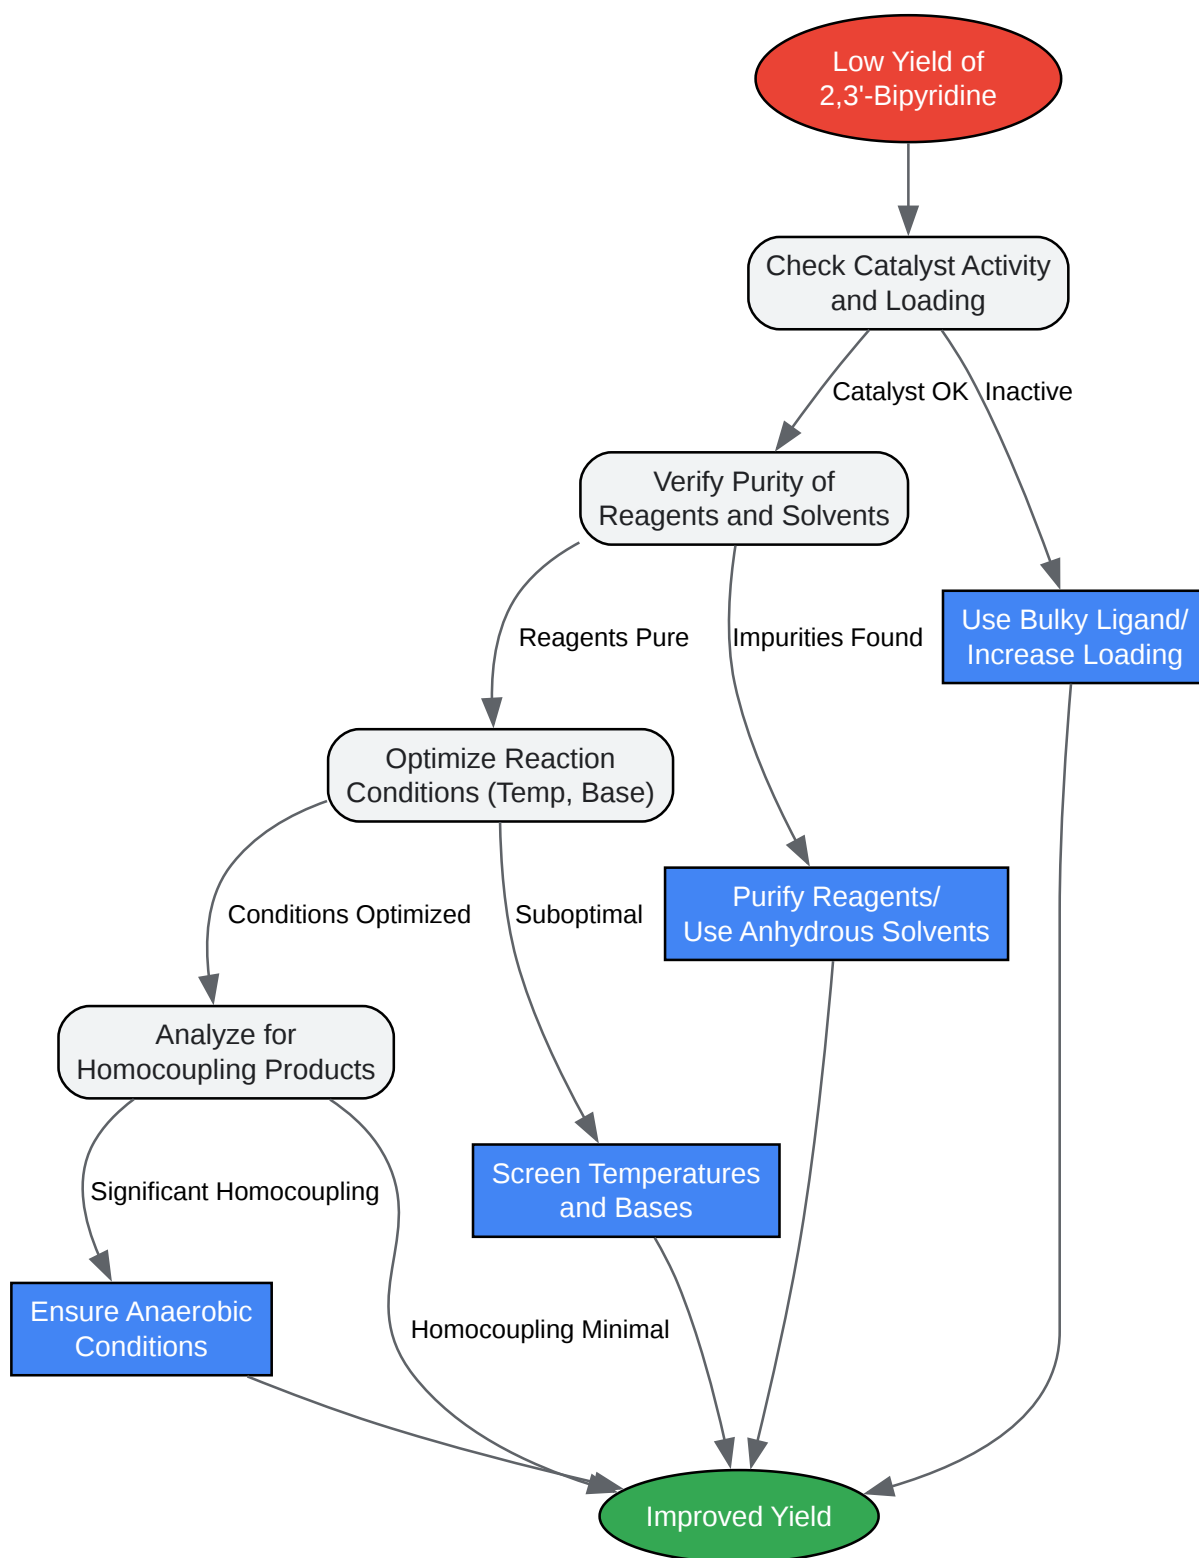 Low Yield of
2,3'-Bipyridine
Check Catalyst Activity
and Loading
Catalyst OK
Inactive
Verify Purity of
Reagents and Solvents
Use Bulky Ligand/
Increase Loading
Reagents Pure
Impurities Found
Optimize Reaction
Conditions (Temp, Base)
Purify Reagents/
Use Anhydrous Solvents
Conditions Optimized
Suboptimal
Analyze for
Homocoupling Products
Screen Temperatures
and Bases
Significant Homocoupling
Ensure Anaerobic
Conditions
Homocoupling Minimal
Improved Yield